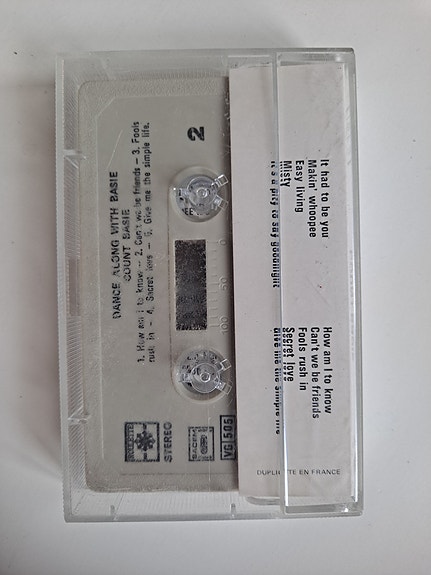 DANCE ALONG WITH BASIE
COUNT BASIE
1. How am I to know – 2. Can't we be friends – 3. Fools
rush in – 4. Secret love – 5. Give me the simple life.
2
STEREO
SACEM
VG 505
It had to be you
Makin' whoopee
Easy living
Misty
It's a pity to say goodnight
How am I to know
Can't we be friends
Fools rush in
Secret love
Give me the simple life
DUPLICATE EN FRANCE